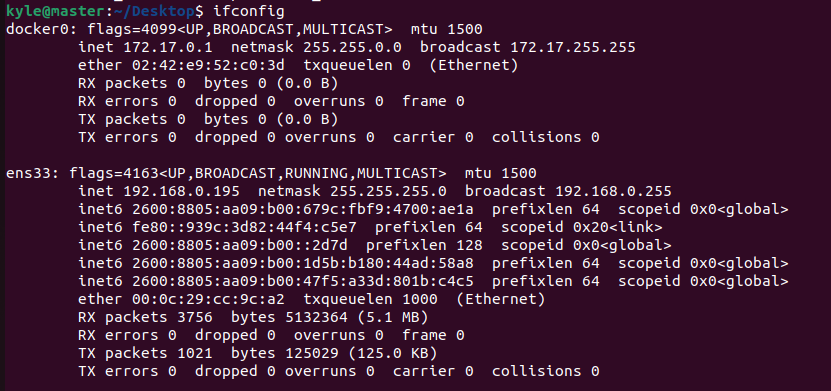 kyle@master:~/Desktop$ ifconfig
docker0: flags=4099<UP,BROADCAST,MULTICAST>  mtu 1500
        inet 172.17.0.1  netmask 255.255.0.0  broadcast 172.17.255.255
        ether 02:42:e9:52:c0:3d  txqueuelen 0  (Ethernet)
        RX packets 0  bytes 0 (0.0 B)
        RX errors 0  dropped 0  overruns 0  frame 0
        TX packets 0  bytes 0 (0.0 B)
        TX errors 0  dropped 0 overruns 0  carrier 0  collisions 0

ens33: flags=4163<UP,BROADCAST,RUNNING,MULTICAST>  mtu 1500
        inet 192.168.0.195  netmask 255.255.255.0  broadcast 192.168.0.255
        inet6 2600:8805:aa09:b00:679c:fbf9:4700:ae1a  prefixlen 64  scopeid 0x0<global>
        inet6 fe80::939c:3d82:44f4:c5e7  prefixlen 64  scopeid 0x20<link>
        inet6 2600:8805:aa09:b00::2d7d  prefixlen 128  scopeid 0x0<global>
        inet6 2600:8805:aa09:b00:1d5b:b180:44ad:58a8  prefixlen 64  scopeid 0x0<global>
        inet6 2600:8805:aa09:b00:47f5:a33d:801b:c4c5  prefixlen 64  scopeid 0x0<global>
        ether 00:0c:29:cc:9c:a2  txqueuelen 1000  (Ethernet)
        RX packets 3756  bytes 5132364 (5.1 MB)
        RX errors 0  dropped 0  overruns 0  frame 0
        TX packets 1021  bytes 125029 (125.0 KB)
        TX errors 0  dropped 0 overruns 0  carrier 0  collisions 0